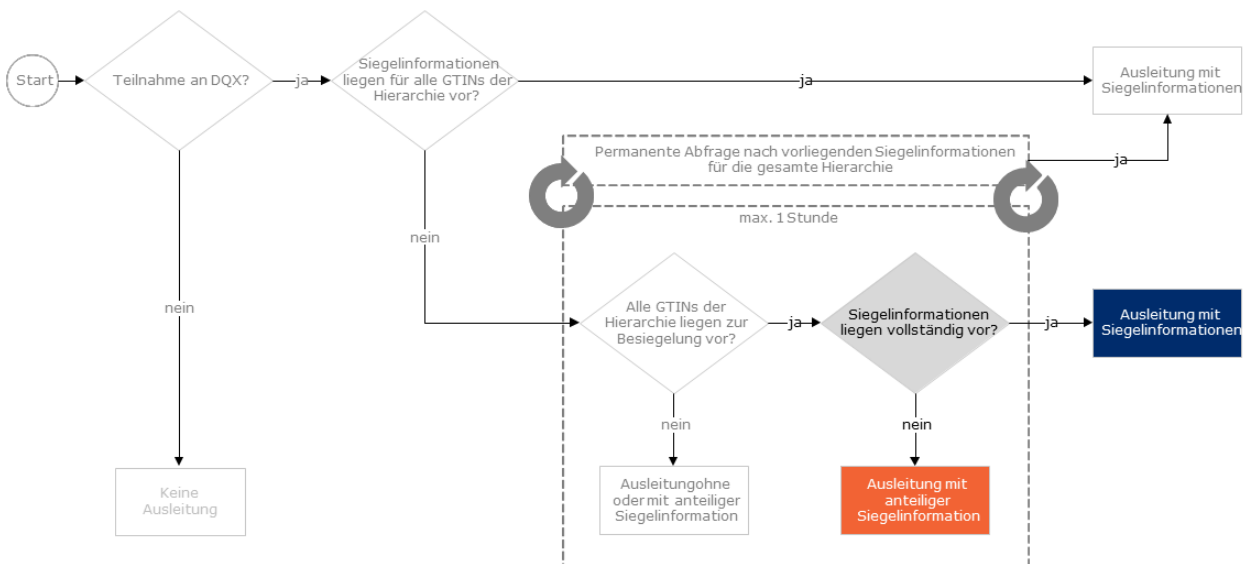 Start
Teilnahme an DQX?
ja
Siegelinformationen
liegen für alle GTINs der
Hierarchie vor?
ja
Ausleitung mit
Siegelinformationen
Permanente Abfrage nach vorliegenden Siegelinformationen
für die gesamte Hierarchie
ja
max. 1 Stunde
nein
nein
Alle GTINs der
Hierarchie liegen zur
Besiegelung vor?
ja
Siegelinformationen
liegen vollständig vor?
ja
Ausleitung mit
Siegelinformationen
nein
nein
Keine
Ausleitung
Ausleitungohne
oder mit anteiliger
Siegelinformation
Ausleitung mit
anteiliger
Siegelinformation